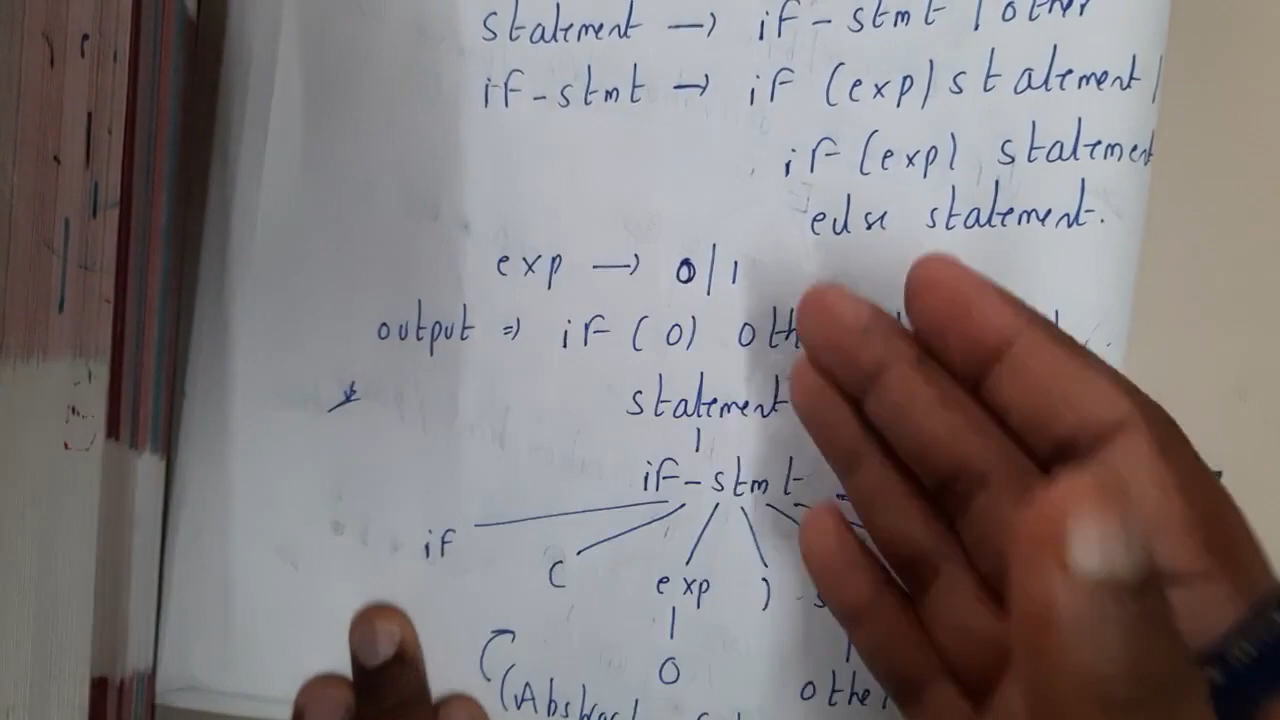 statement → if-stmt | other
if-stmt → if (exp) statement |
if (exp) statement
else statement.
exp → 0 | 1
output ⇒ if (0) oth
statement
if-stmt
if ( exp )
0 other
(Abstract